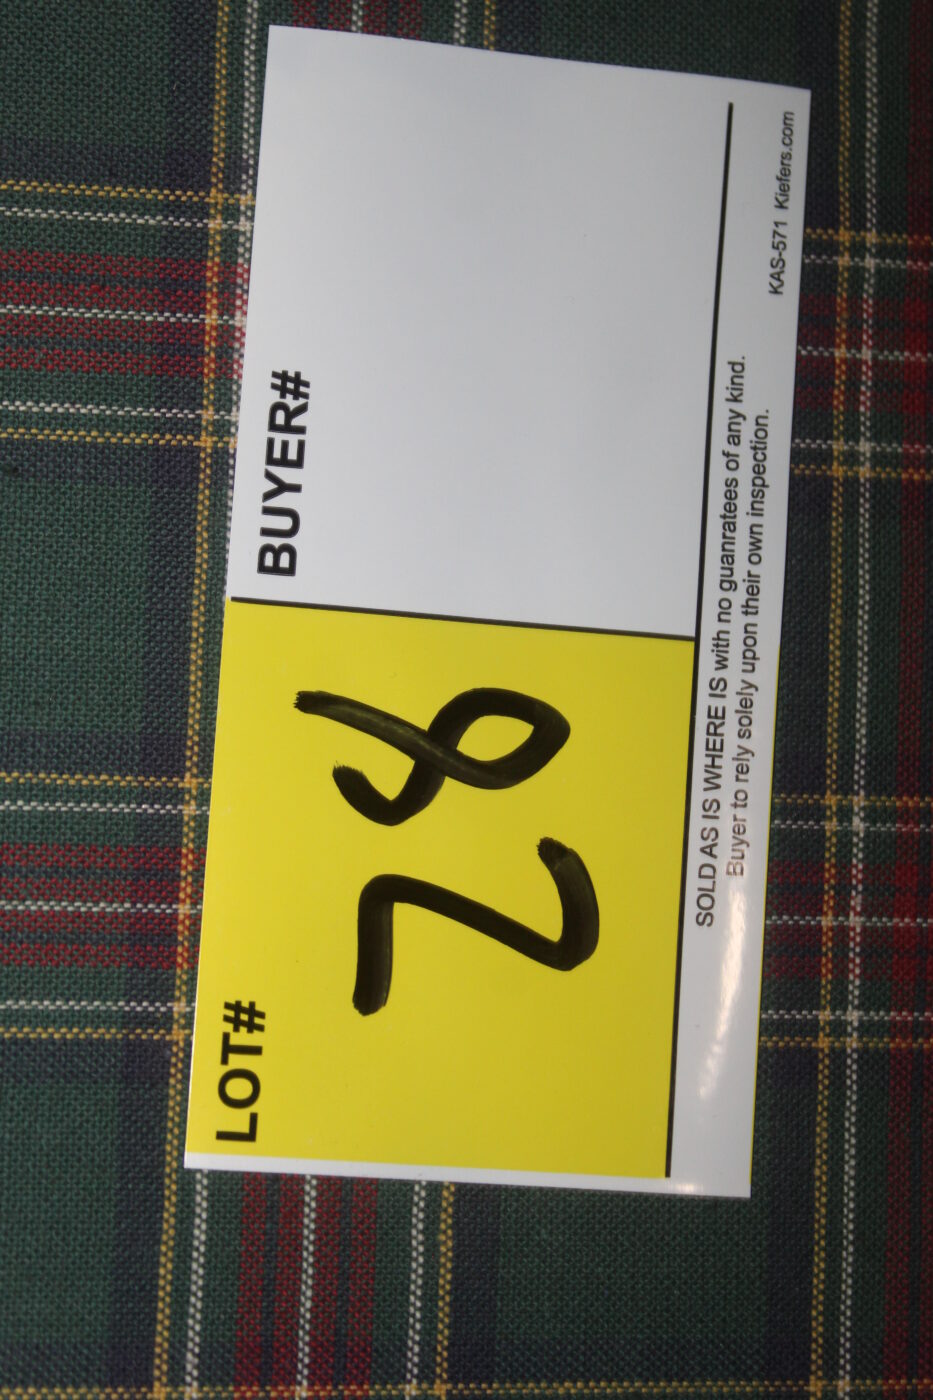 LOT#
28
BUYER#
SOLD AS IS WHERE IS with no guanratees of any kind.
Buyer to rely solely upon their own inspection.
KAS-571 Kiefers.com